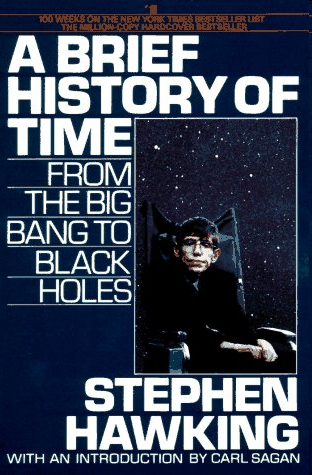 #1
100 WEEKS ON THE NEW YORK TIMES BESTSELLER LIST
THE MILLION-COPY HARDCOVER BESTSELLER
A BRIEF
HISTORY OF
TIME
FROM
THE BIG
BANG TO
BLACK
HOLES
STEPHEN
HAWKING
WITH AN INTRODUCTION BY CARL SAGAN